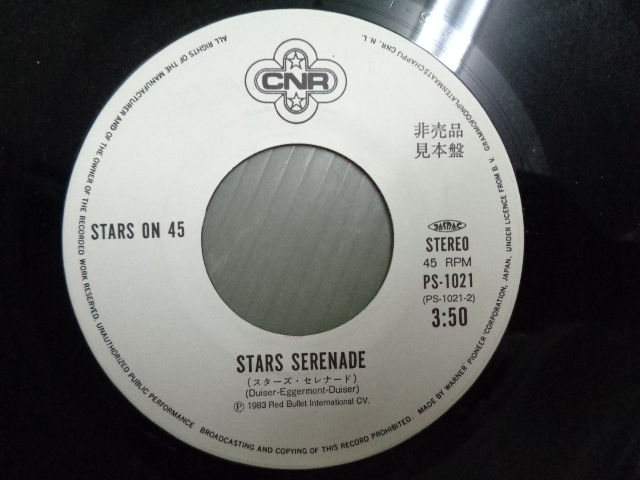 CNR
非売品
見本盤
STARS ON 45
JASRAC
STEREO
45 RPM
PS-1021
(PS-1021-2)
3:50
STARS SERENADE
(スターズ・セレナード)
(Duiser-Eggermont-Duiser)
Ⓟ 1983 Red Bullet International CV.
ALL RIGHTS OF THE MANUFACTURER AND OF THE OWNER OF THE RECORDED WORK RESERVED. UNAUTHORIZED PUBLIC PERFORMANCE BROADCASTING AND COPYING OF THIS RECORD PROHIBITED. MADE BY WARNER PIONEER CORPORATION, JAPAN. UNDER LICENCE FROM B. V. GRAMMOFOONPLATENMAATSCHAPPIJ CNR. N. L.